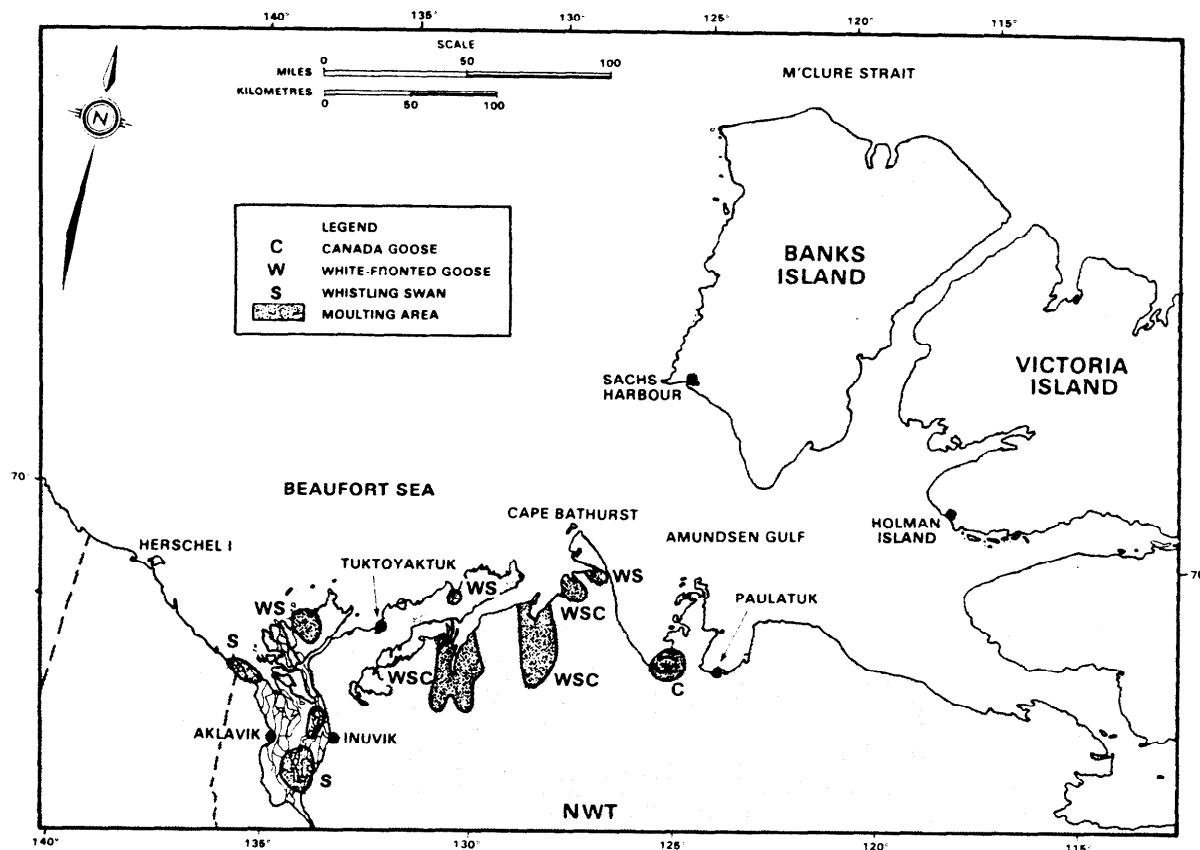 140° 135° 130° 125° 120° 115°
SCALE
MILES 0 50 100
KILOMETRES 0 50 100
M'CLURE STRAIT
N
LEGEND
C CANADA GOOSE
W WHITE-FRONTED GOOSE
S WHISTLING SWAN
MOULTING AREA
BANKS
ISLAND
VICTORIA
ISLAND
SACHS
HARBOUR
70°
BEAUFORT SEA
CAPE BATHURST
AMUNDSEN GULF
HOLMAN
ISLAND
HERSCHEL I
TUKTOYAKTUK
WS
WS
70
PAULATUK
WS
WSC
S
WSC
WSC
C
AKLAVIK
INUVIK
S
NWT
140° 135° 130° 125° 120° 115°